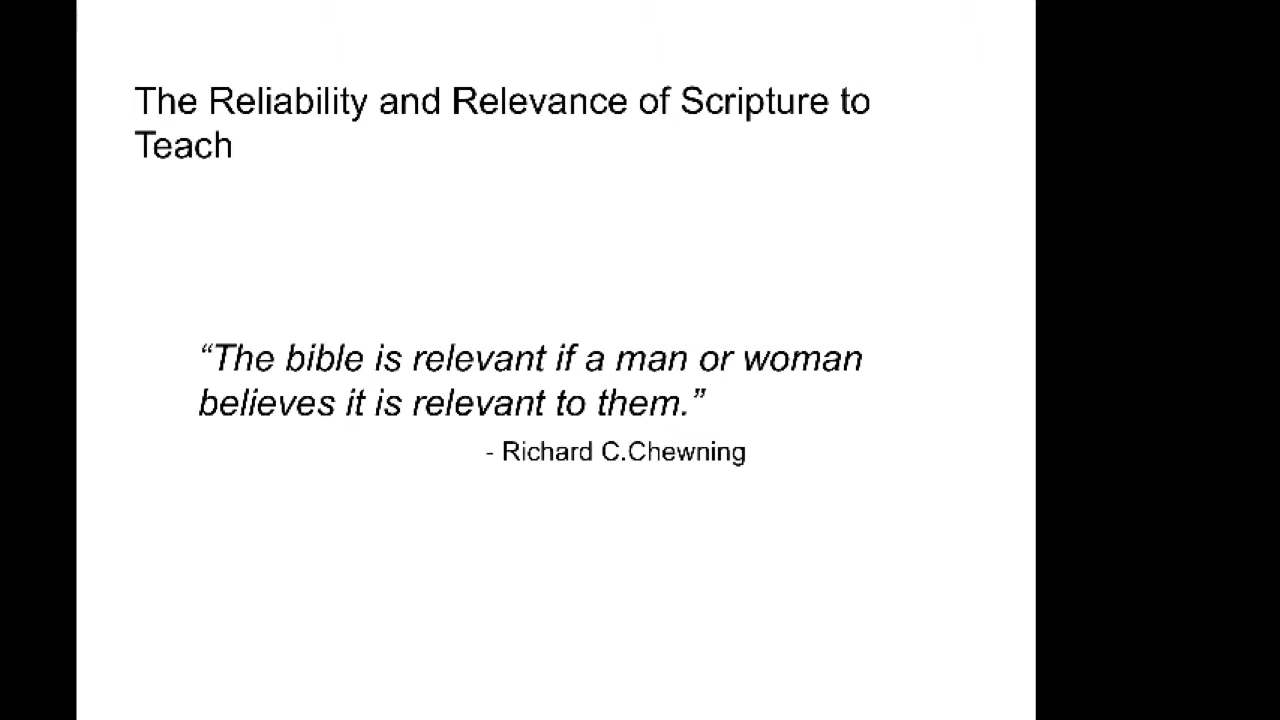 The Reliability and Relevance of Scripture to
Teach
“The bible is relevant if a man or woman
believes it is relevant to them.”
- Richard C.Chewning